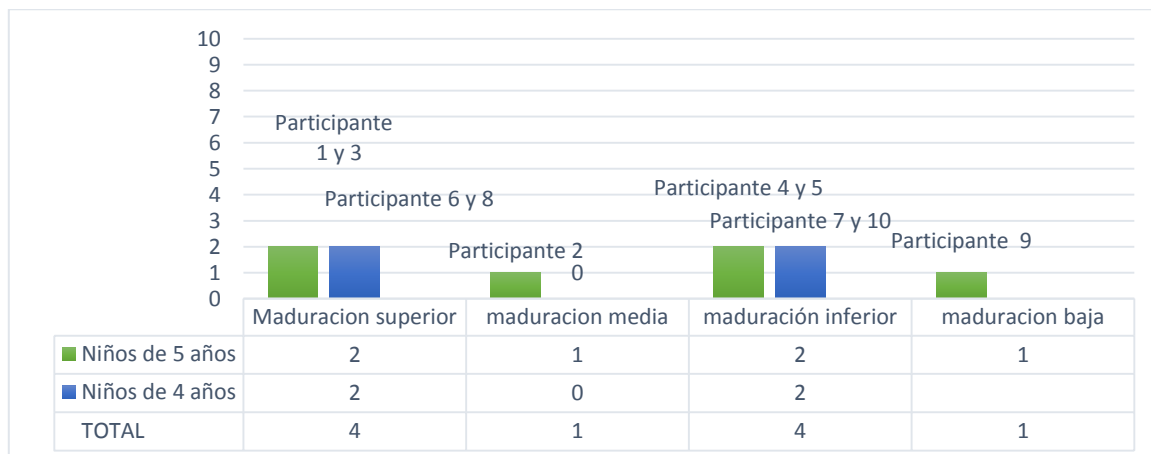 10
9
8
7
6
5
4
3
2
1
0
Participante
1 y 3
Participante 6 y 8
Participante 2
0
Participante 4 y 5
Participante 7 y 10
Participante 9
Maduracion superior maduracion media maduración inferior maduracion baja
Niños de 5 años 2 1 2 1
Niños de 4 años 2 0 2
TOTAL 4 1 4 1